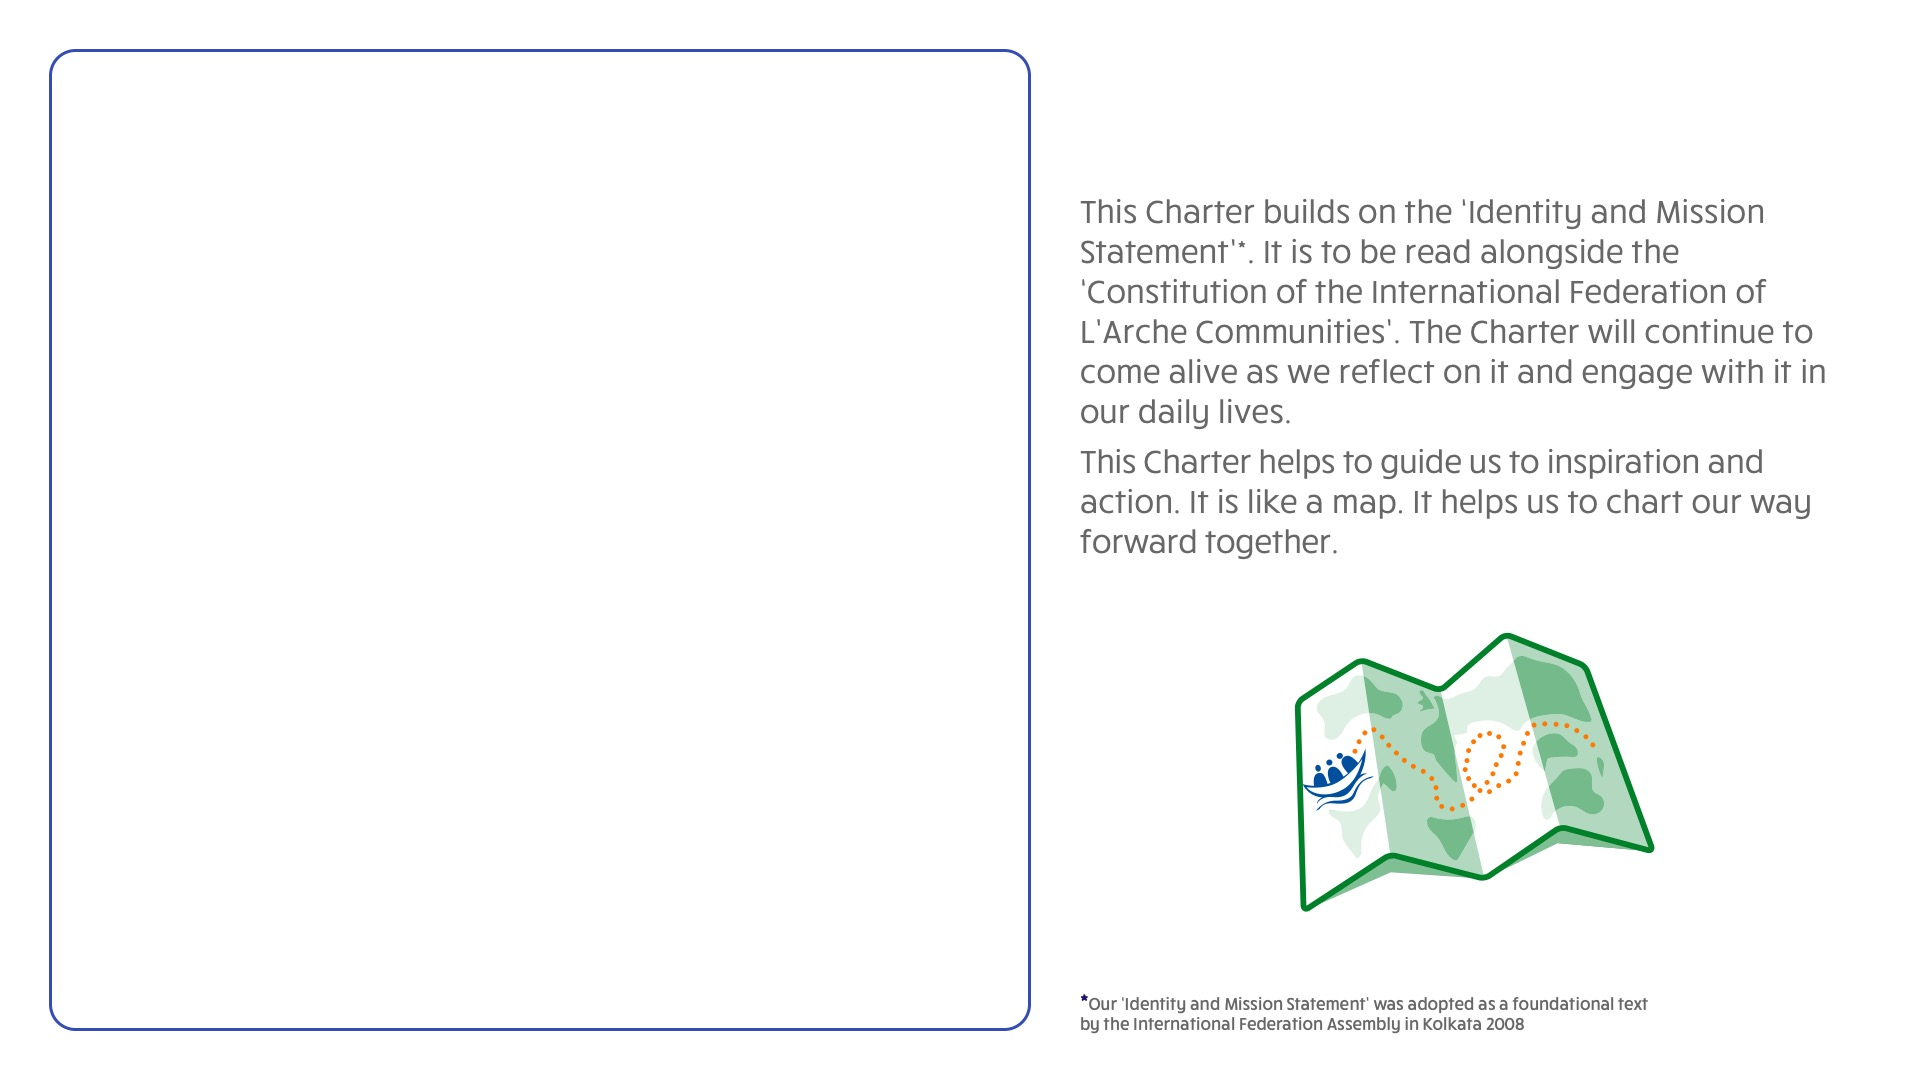 This Charter builds on the ‘Identity and Mission
Statement'*. It is to be read alongside the
‘Constitution of the International Federation of
L'Arche Communities'. The Charter will continue to
come alive as we reflect on it and engage with it in
our daily lives.
This Charter helps to guide us to inspiration and
action. It is like a map. It helps us to chart our way
forward together.
*Our ‘Identity and Mission Statement' was adopted as a foundational text
by the International Federation Assembly in Kolkata 2008